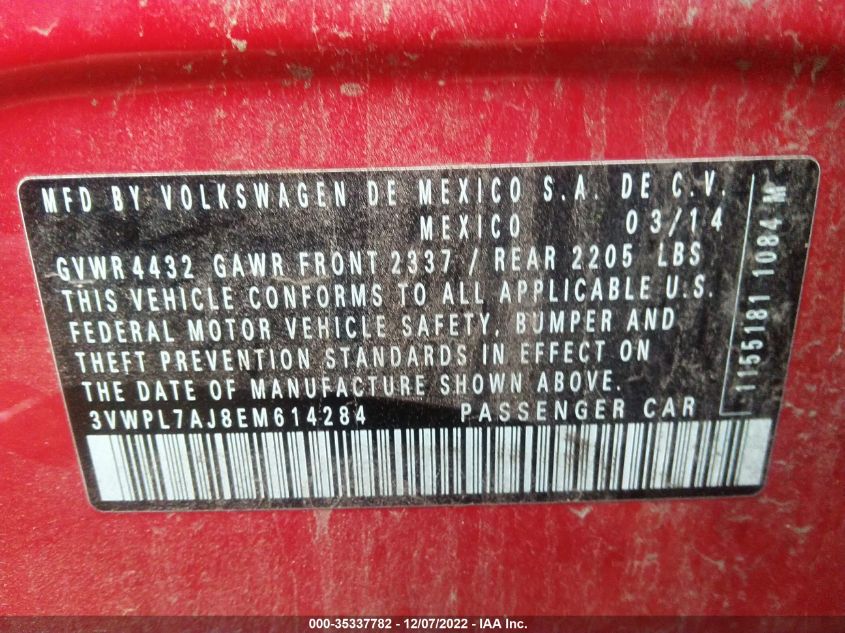 MFD BY VOLKSWAGEN DE MEXICO S.A. DE C.V.
MEXICO 03/14
GVWR 4432 GAWR FRONT 2337 / REAR 2205 LBS
THIS VEHICLE CONFORMS TO ALL APPLICABLE U.S.
FEDERAL MOTOR VEHICLE SAFETY, BUMPER AND
THEFT PREVENTION STANDARDS IN EFFECT ON
THE DATE OF MANUFACTURE SHOWN ABOVE.
3VWPL7AJ8EM614284 PASSENGER CAR
1155181 1084 M
000-35337782 - 12/07/2022 - IAA Inc.